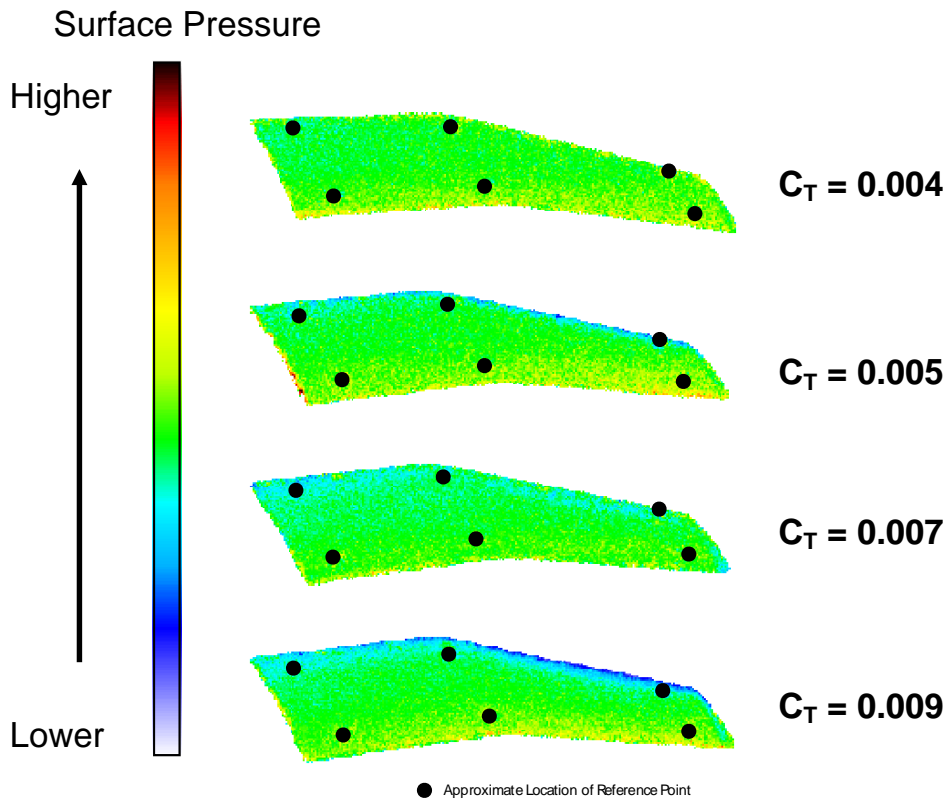 Surface Pressure
Higher
C_T = 0.004
C_T = 0.005
C_T = 0.007
C_T = 0.009
Lower
Approximate Location of Reference Point